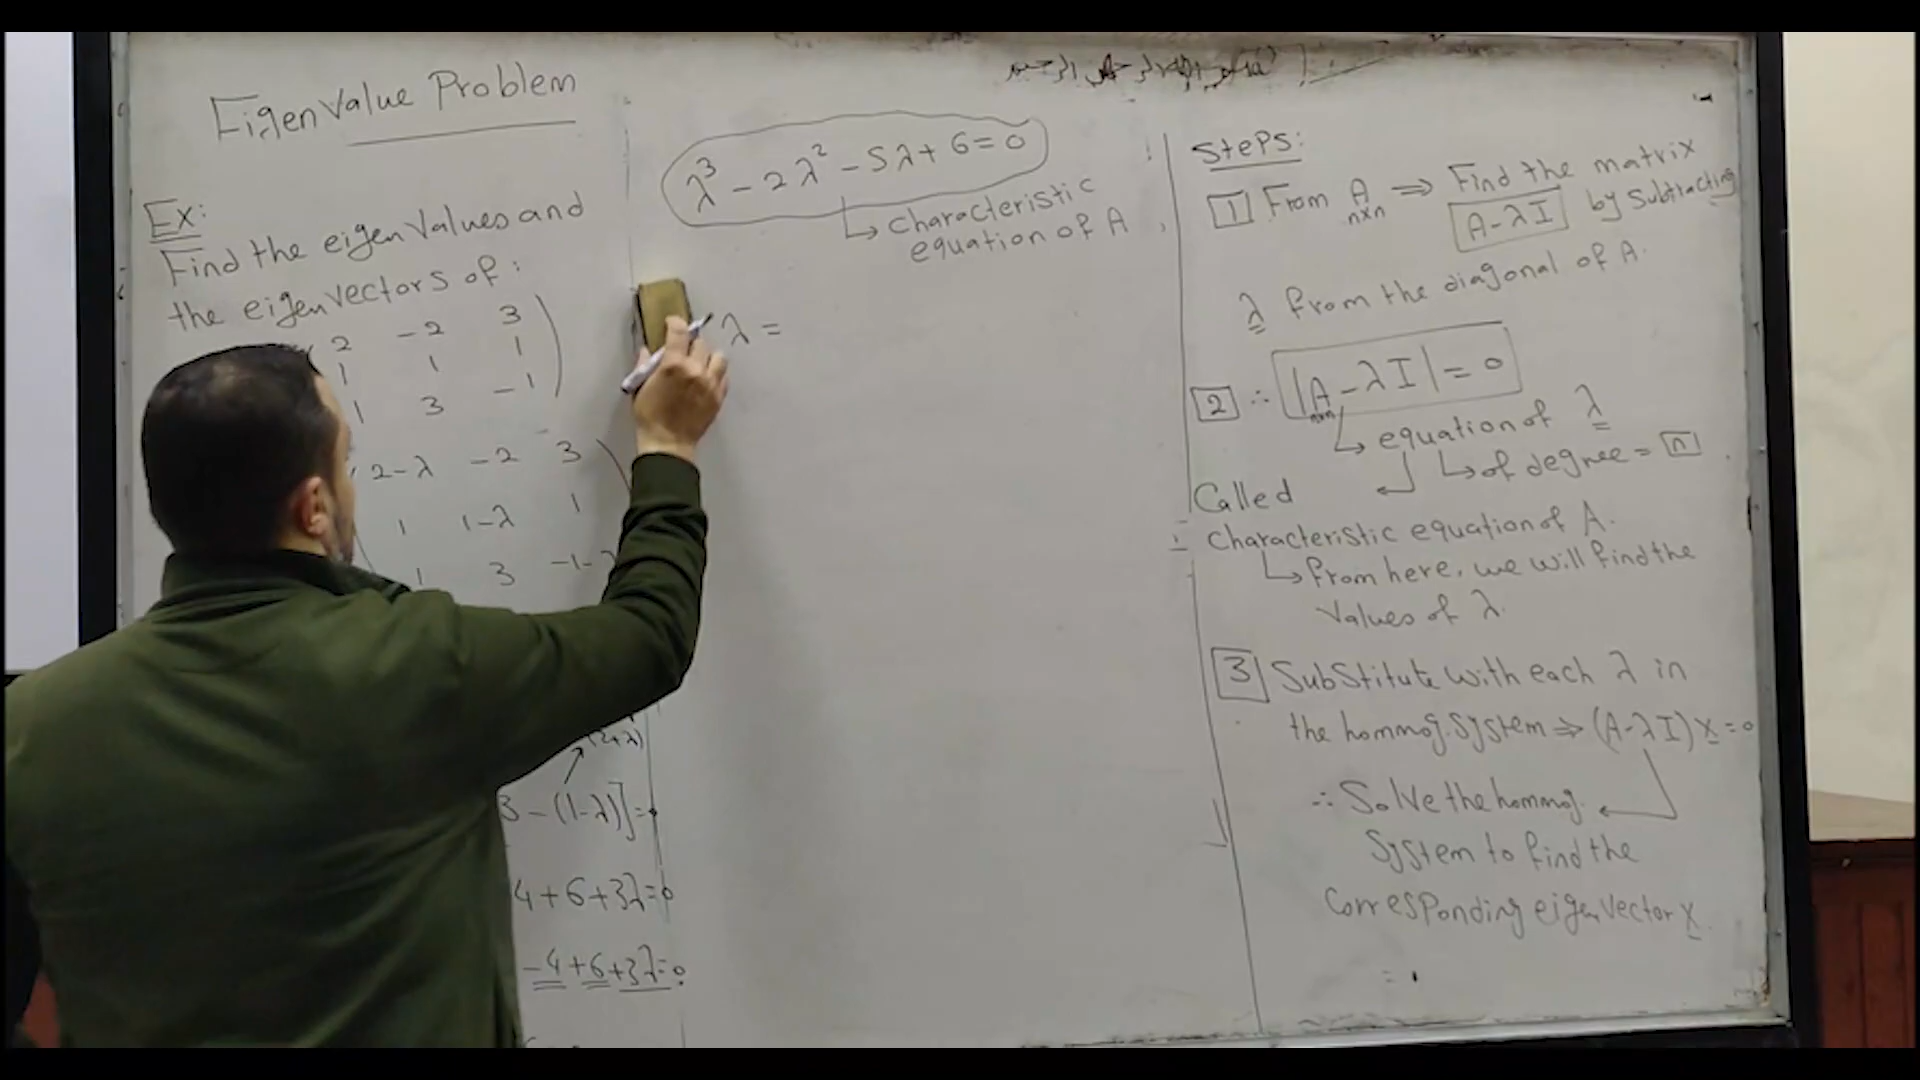 Eigen Value Problem
Ex:
Find the eigen Values and
the eigen Vectors of:
2 -2 3
1 1 1
1 3 -1
2-λ -2 3
1 1-λ 1
1 3 -1-λ
(2+λ)
3-(1-λ)]=0
4+6+3λ=0
-4+6+3λ=0
λ³ - 2λ² - 5λ + 6 = 0
↳ characteristic
equation of A
λ =
Steps:
1 From A n×n ⇒ Find the matrix
A-λI by subtracting
λ from the diagonal of A.
2 ∴ |A n×n - λI| = 0
↳ equation of λ
↳ of degree = n
Called
characteristic equation of A.
↳ from here, we will find the
Values of λ.
3 Substitute with each λ in
the hommog. system ⇒ (A-λI) X = 0
∴ Solve the hommog.
System to find the
corresponding eigen vector X.